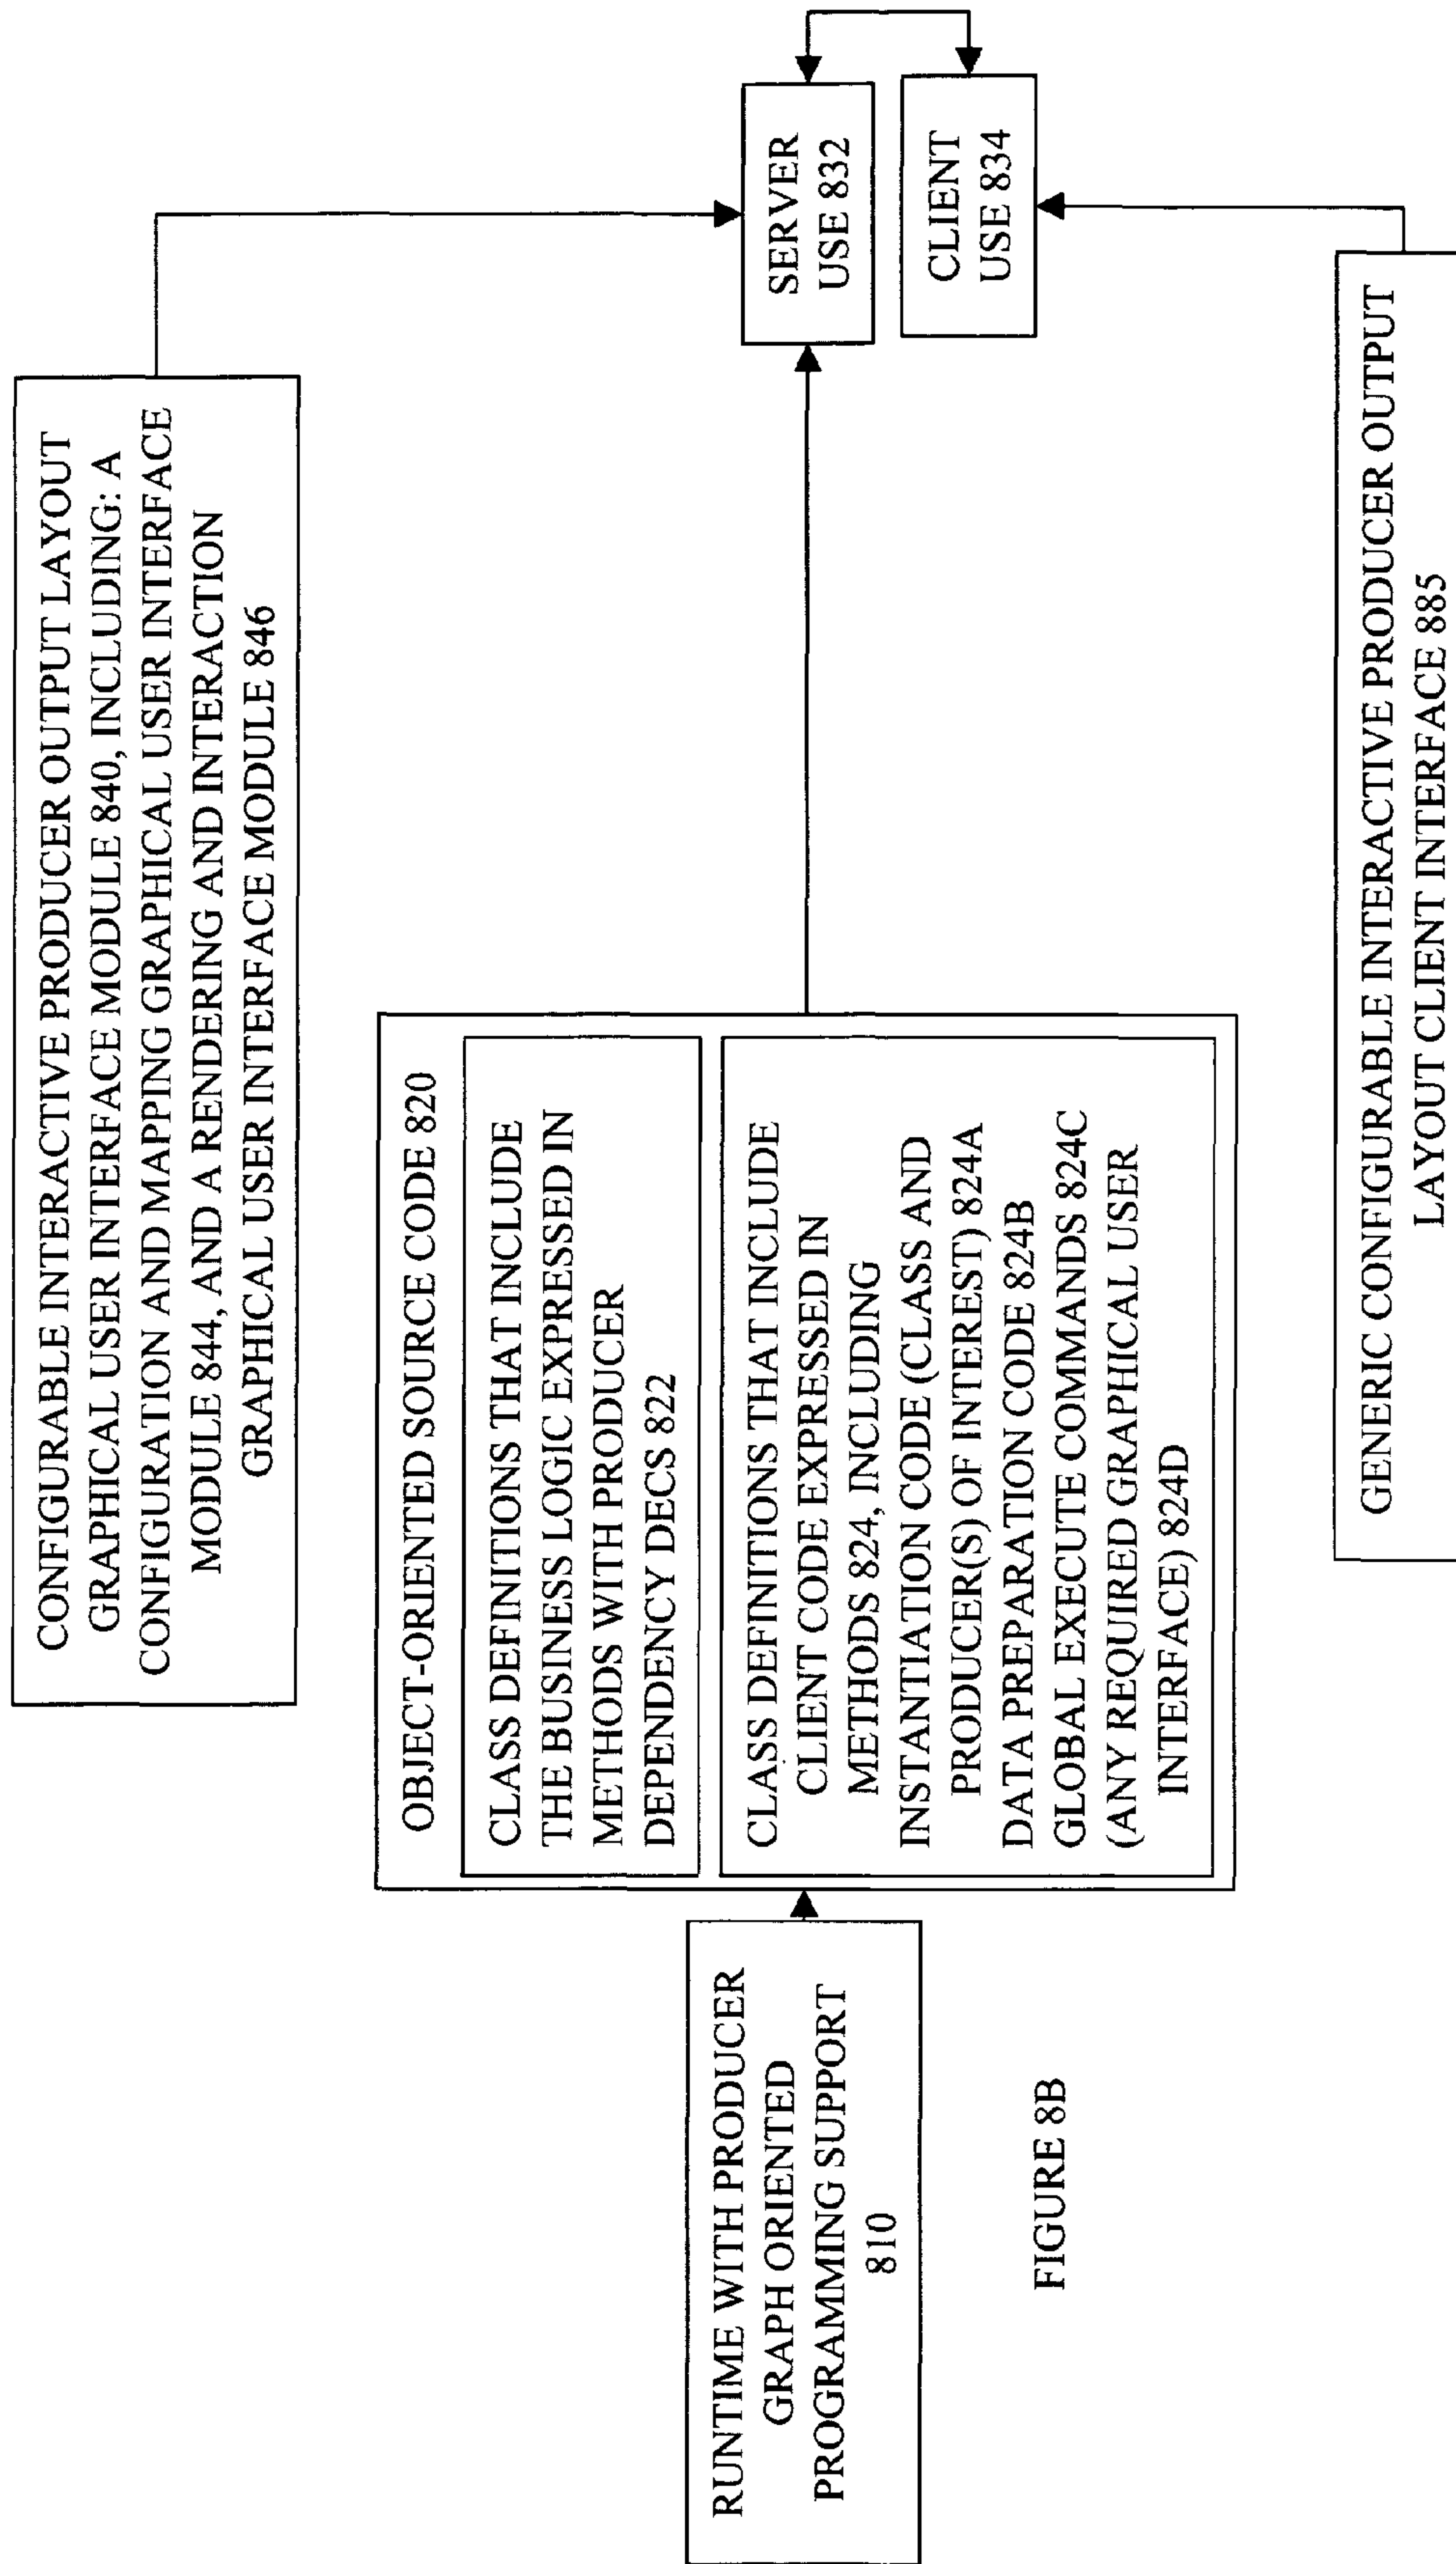 CONFIGURABLE INTERACTIVE PRODUCER OUTPUT LAYOUT
GRAPHICAL USER INTERFACE MODULE 840, INCLUDING: A
CONFIGURATION AND MAPPING GRAPHICAL USER INTERFACE
MODULE 844, AND A RENDERING AND INTERACTION
GRAPHICAL USER INTERFACE MODULE 846
RUNTIME WITH PRODUCER
GRAPH ORIENTED
PROGRAMMING SUPPORT
810
OBJECT-ORIENTED SOURCE CODE 820
CLASS DEFINITIONS THAT INCLUDE
THE BUSINESS LOGIC EXPRESSED IN
METHODS WITH PRODUCER
DEPENDENCY DECS 822
CLASS DEFINITIONS THAT INCLUDE
CLIENT CODE EXPRESSED IN
METHODS 824, INCLUDING
INSTANTIATION CODE (CLASS AND
PRODUCER(S) OF INTEREST) 824A
DATA PREPARATION CODE 824B
GLOBAL EXECUTE COMMANDS 824C
(ANY REQUIRED GRAPHICAL USER
INTERFACE) 824D
SERVER
USE 832
CLIENT
USE 834
GENERIC CONFIGURABLE INTERACTIVE PRODUCER OUTPUT
LAYOUT CLIENT INTERFACE 885
FIGURE 8B